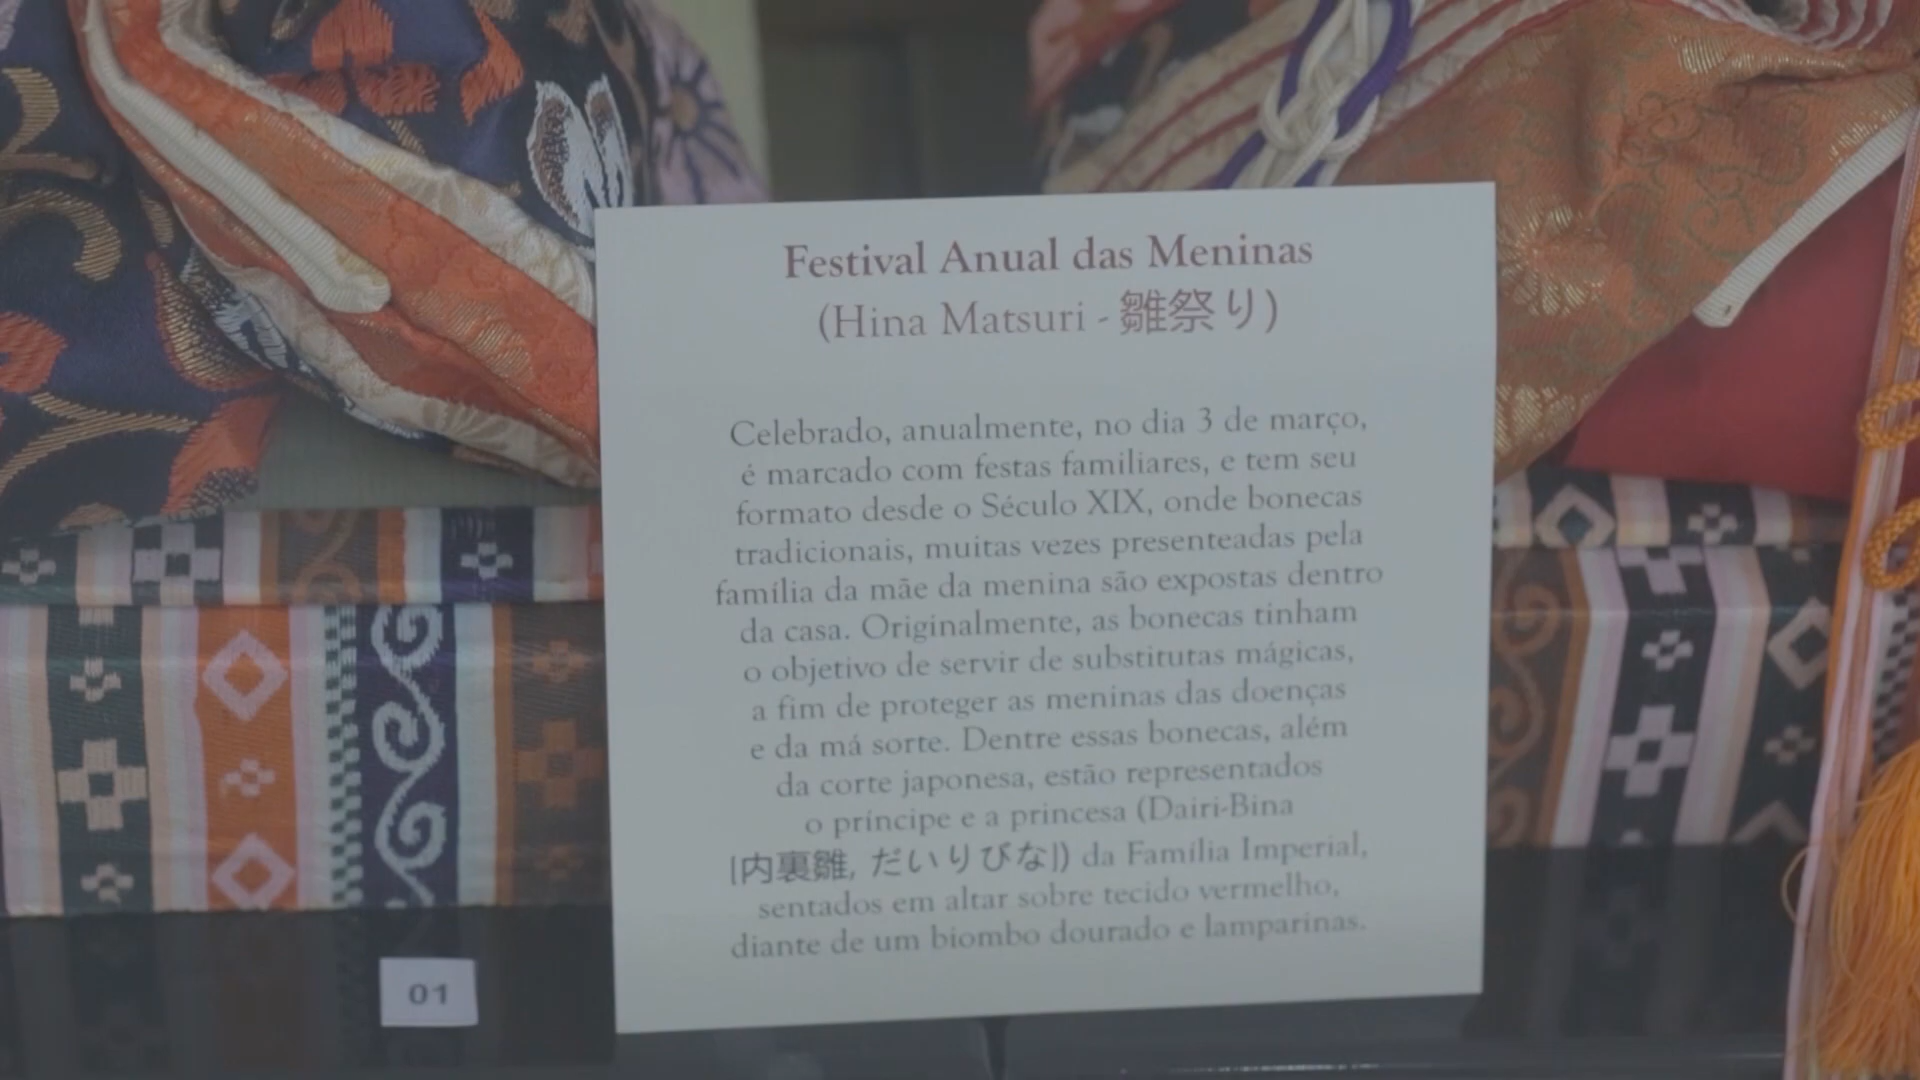 Festival Anual das Meninas
(Hina Matsuri - 雛祭り)
Celebrado, anualmente, no dia 3 de março,
é marcado com festas familiares, e tem seu
formato desde o Século XIX, onde bonecas
tradicionais, muitas vezes presenteadas pela
família da mãe da menina são expostas dentro
da casa. Originalmente, as bonecas tinham
o objetivo de servir de substitutas mágicas,
a fim de proteger as meninas das doenças
e da má sorte. Dentre essas bonecas, além
da corte japonesa, estão representados
o príncipe e a princesa (Dairi-Bina
[内裏雛, だいりびな]) da Família Imperial,
sentados em altar sobre tecido vermelho,
diante de um biombo dourado e lamparinas.
01